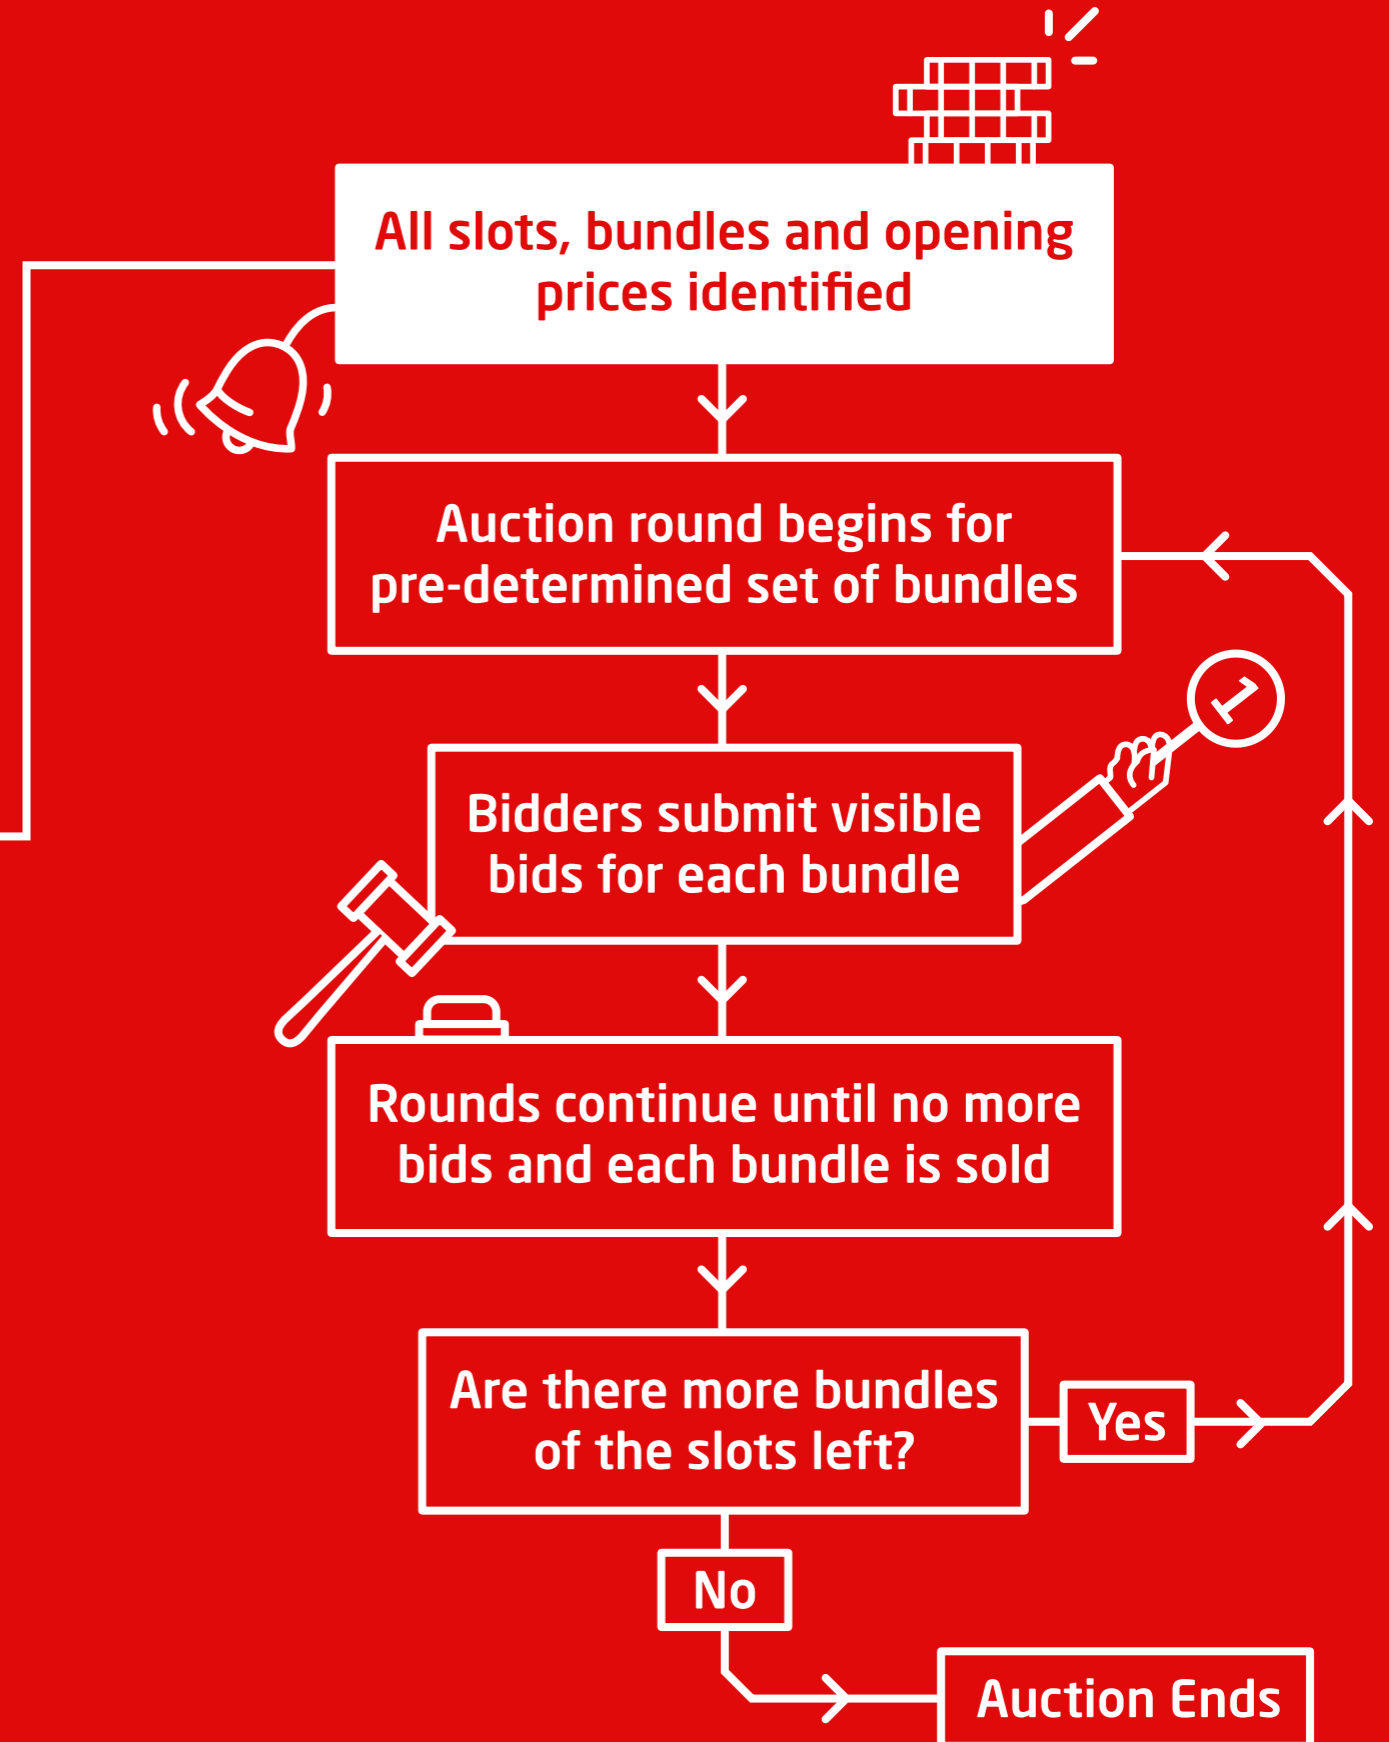 All slots, bundles and opening
prices identified
Auction round begins for
pre-determined set of bundles
1
Bidders submit visible
bids for each bundle
Rounds continue until no more
bids and each bundle is sold
Are there more bundles
of the slots left?
Yes
No
Auction Ends